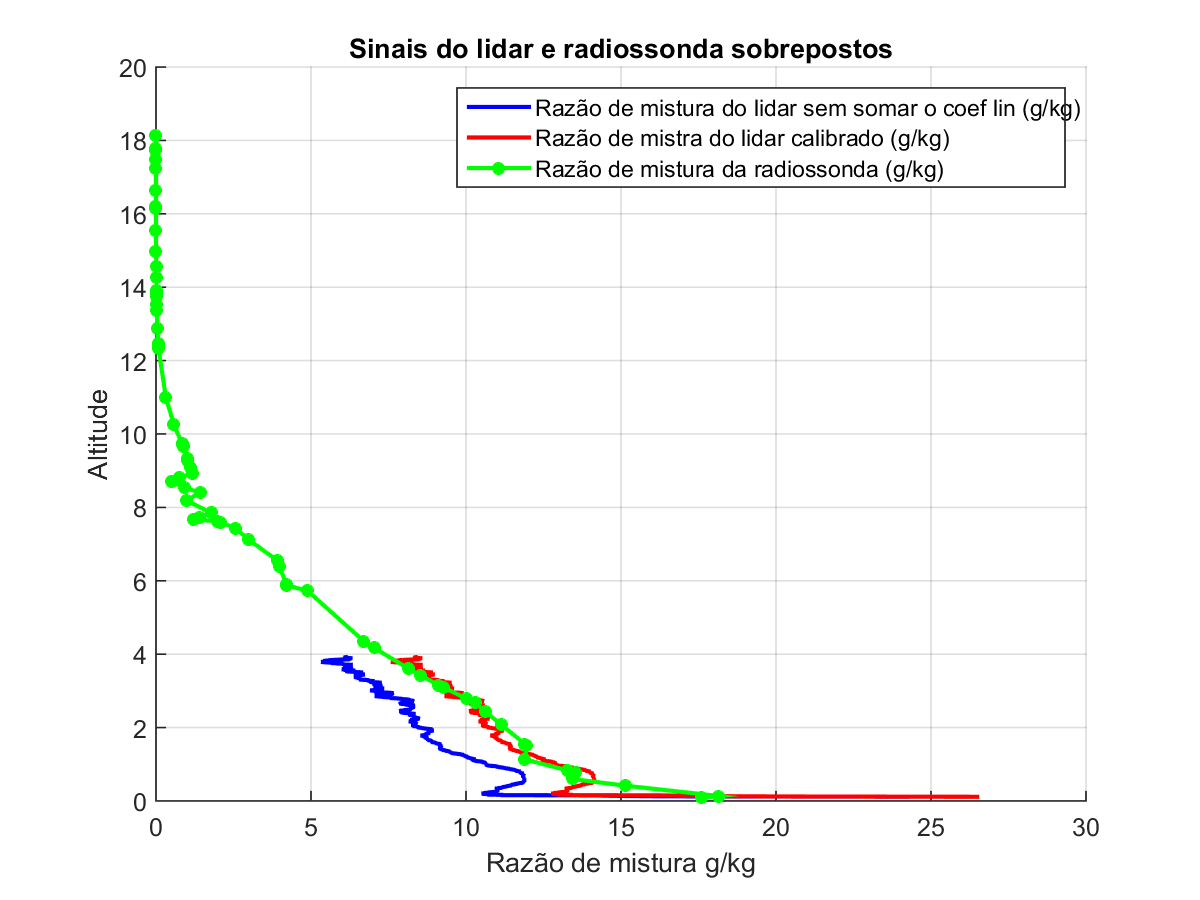 Sinais do lidar e radiossonda sobrepostos
20
18
16
14
12
10
8
6
4
2
0
Altitude
Razão de mistura do lidar sem somar o coef lin (g/kg)
Razão de mistra do lidar calibrado (g/kg)
Razão de mistura da radiossonda (g/kg)
0 5 10 15 20 25 30
Razão de mistura g/kg